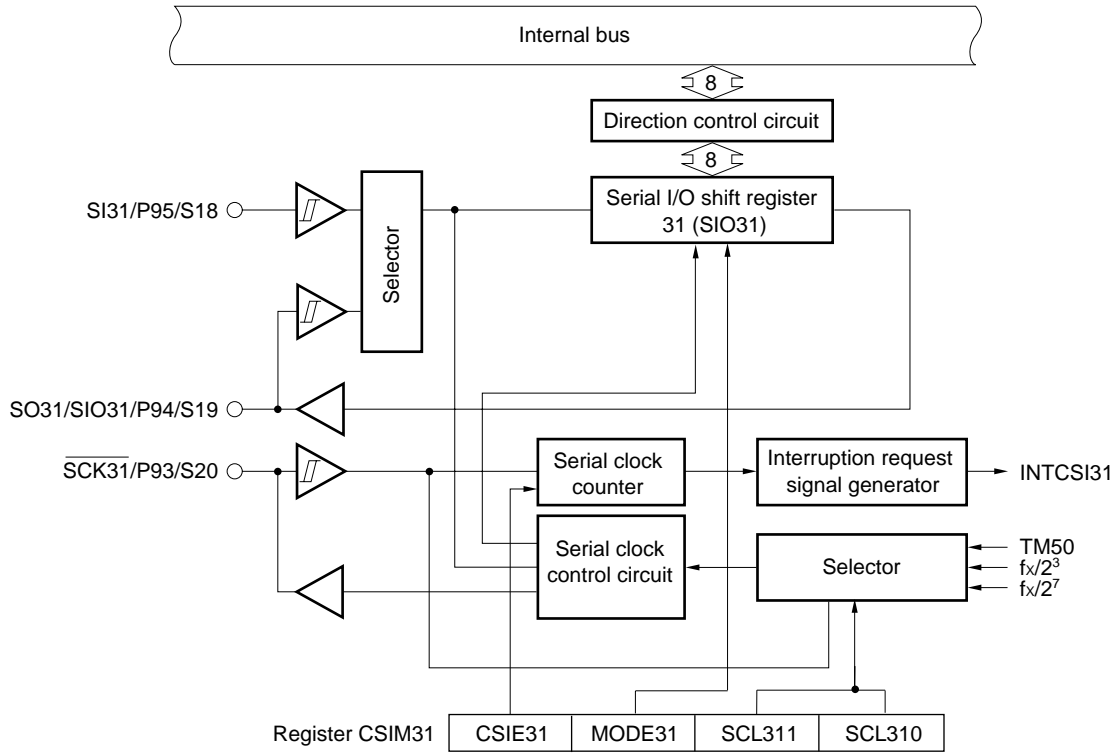 Internal bus
8
Direction control circuit
8
Serial I/O shift register
31 (SIO31)
SI31/P95/S18
Selector
SO31/SIO31/P94/S19
S̅C̅K̅3̅1̅/P93/S20
Serial clock
counter
Interruption request
signal generator
INTCSI31
Serial clock
control circuit
Selector
TM50
fx/2³
fx/2⁷
Register CSIM31
CSIE31
MODE31
SCL311
SCL310